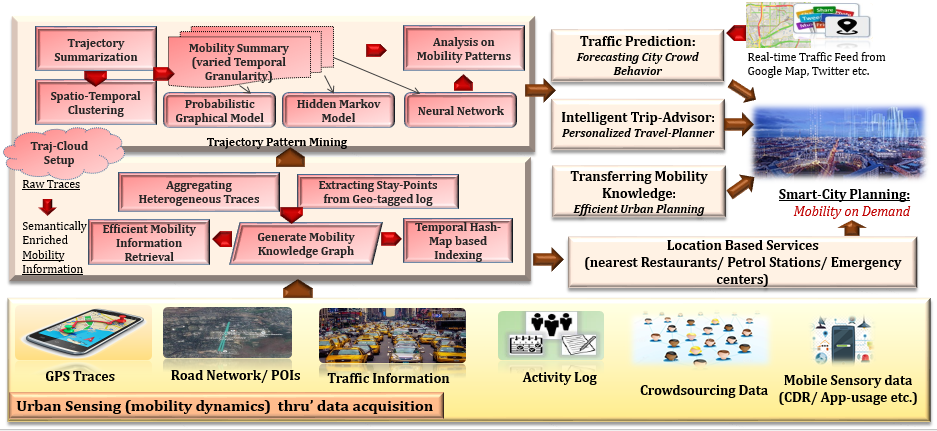 Trajectory
Summarization
Spatio-Temporal
Clustering
Mobility Summary
(varied Temporal
Granularity)
Analysis on
Mobility Patterns
Probabilistic
Graphical Model
Hidden Markov
Model
Neural Network
Trajectory Pattern Mining
Traffic Prediction:
Forecasting City Crowd
Behavior
Intelligent Trip-Advisor:
Personalized Travel-Planner
Transferring Mobility
Knowledge:
Efficient Urban Planning
Share
Real-time Traffic Feed from
Google Map, Twitter etc.
Smart-City Planning:
Mobility on Demand
Traj-Cloud
Setup
Raw Traces
Semantically
Enriched
Mobility
Information
Aggregating
Heterogeneous Traces
Extracting Stay-Points
from Geo-tagged log
Efficient Mobility
Information
Retrieval
Generate Mobility
Knowledge Graph
Temporal Hash-
Map based
Indexing
Location Based Services
(nearest Restaurants/ Petrol Stations/ Emergency
centers)
GPS Traces
Road Network/ POIs
Traffic Information
Activity Log
Crowdsourcing Data
Mobile Sensory data
(CDR/ App-usage etc.)
Urban Sensing (mobility dynamics) thru’ data acquisition